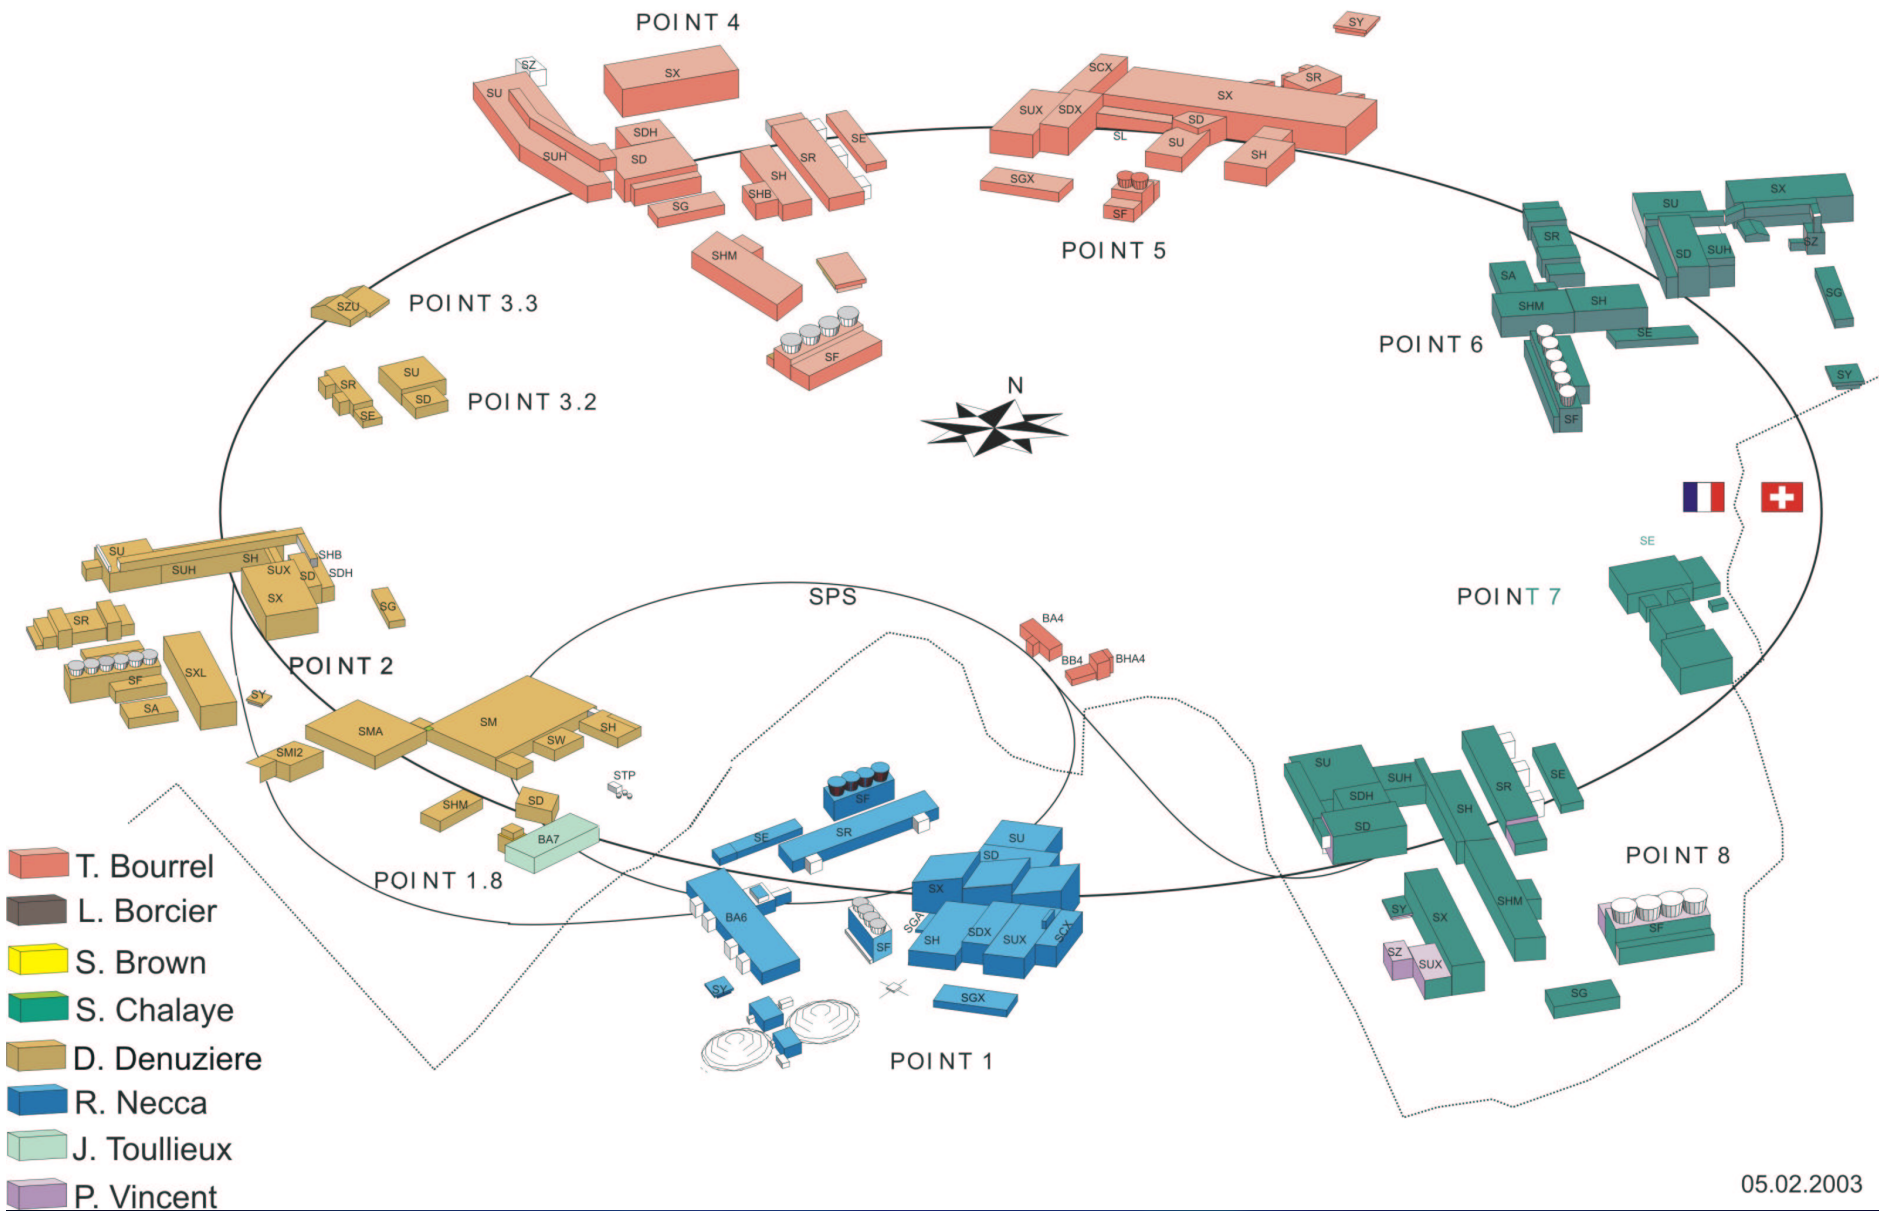 POINT 4
SZ
SU
SX
SUH
SDH
SD
SG
SH
SHB
SR
SE
SHM
SF
SY
SCX
SX
SR
SUX
SDX
SL
SD
SU
SH
SGX
SF
POINT 5
SX
SU
SR
SD
SUH
SZ
SA
SG
SHM
SH
SE
POINT 6
SY
SF
SZU
POINT 3.3
SR
SU
SE
SD
POINT 3.2
N
SU
SUH
SH
SHB
SUX
SD
SDH
SX
SG
SR
SXL
SF
SA
SY
POINT 2
SPS
BA4
BB4
BHA4
SE
POINT 7
SMA
SM
SH
SW
SMI2
STP
SHM
SD
BA7
POINT 1.8
SF
SR
SE
SU
SD
SX
BA6
SGA
SH
SDX
SUX
SCX
SF
SY
SGX
POINT 1
SU
SUH
SDH
SD
SH
SR
SE
POINT 8
SY
SX
SHM
SF
SZ
SUX
SG
T. Bourrel
L. Borcier
S. Brown
S. Chalaye
D. Denuziere
R. Necca
J. Toullieux
P. Vincent
05.02.2003